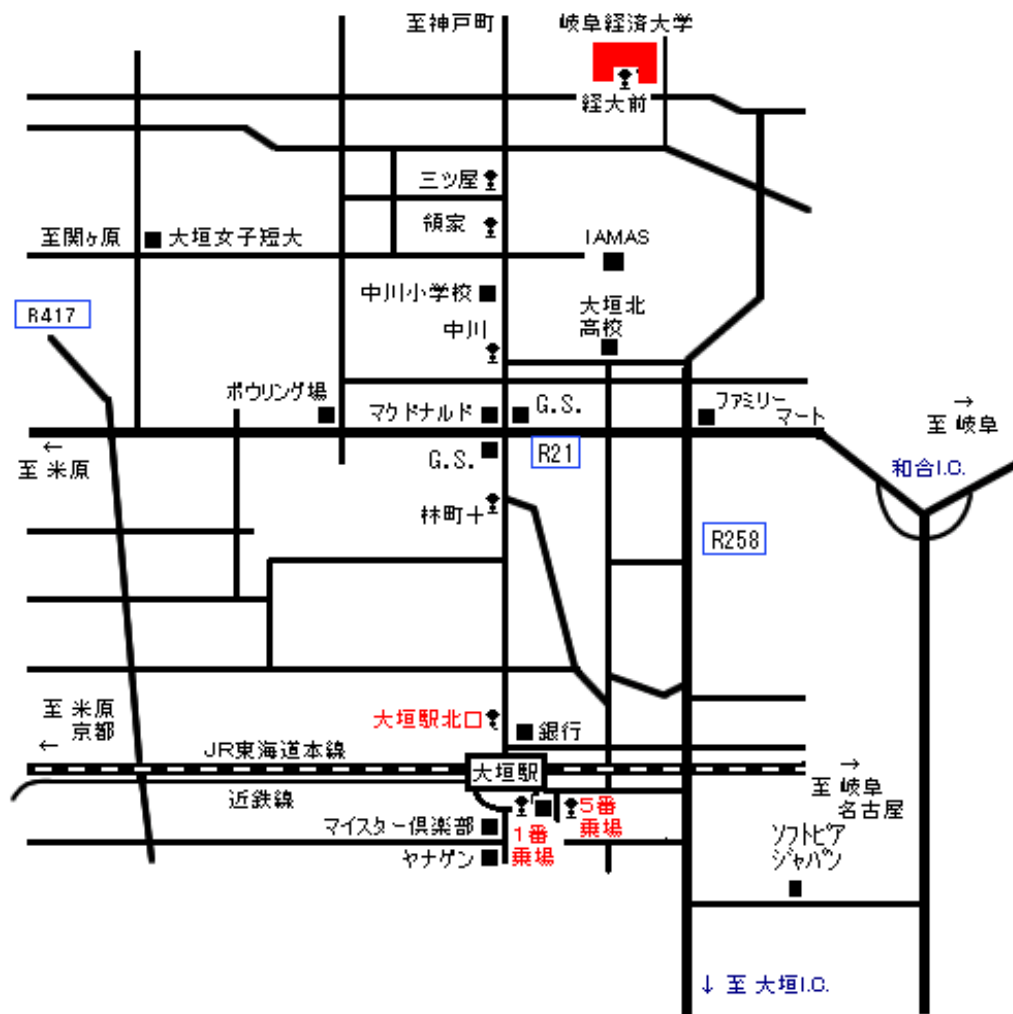 至神戸町
岐阜経済大学
経大前
三ツ屋
領家
至関ヶ原
大垣女子短大
IAMAS
中川小学校
R417
大垣北
高校
中川
ボウリング場
マクドナルド
G.S.
ファミリー
マート
→
至 岐阜
←
至 米原
G.S.
R21
和合I.C.
林町十
R258
至 米原
京都
←
大垣駅北口
銀行
JR東海道本線
大垣駅
→
至 岐阜
名古屋
近鉄線
マイスター倶楽部
1番
乗場
5番
乗場
ヤナゲン
ソフトピア
ジャパン
↓ 至 大垣I.C.